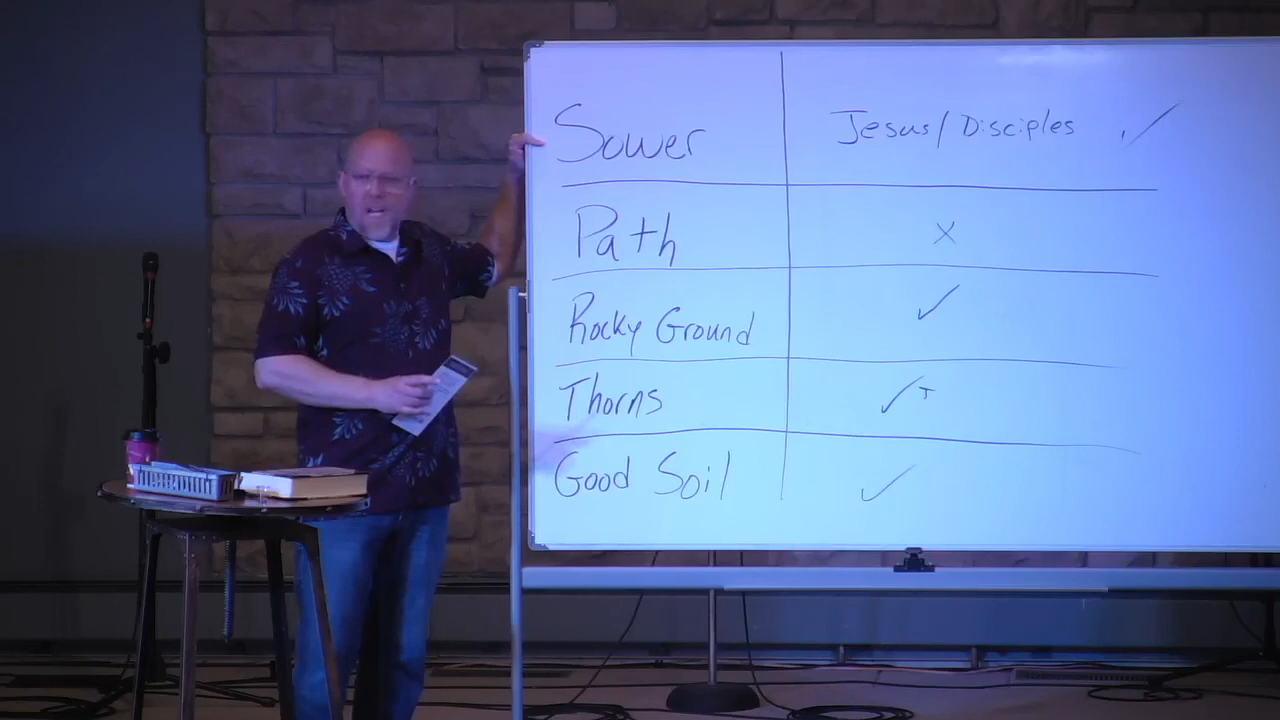 Sower Jesus/Disciples ✓
Path X
Rocky Ground ✓
Thorns ✓+
Good Soil ✓